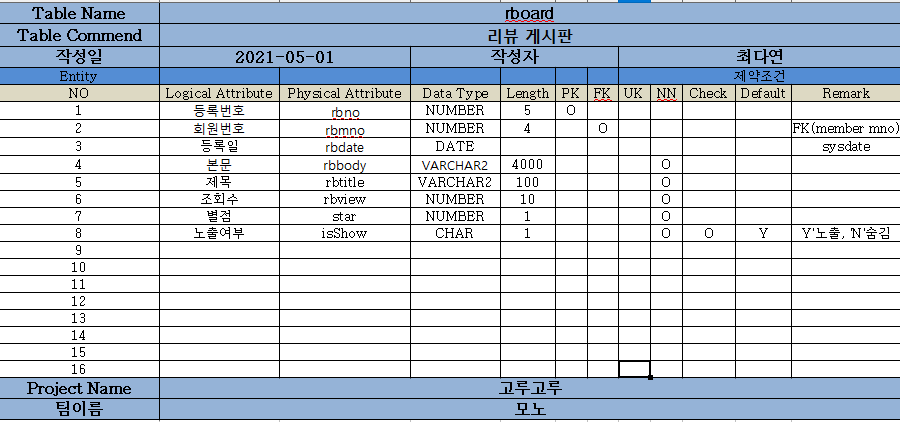 Table Name rboard
Table Commend 리뷰 게시판
작성일 2021-05-01 작성자 최다연
Entity 제약조건
NO Logical Attribute Physical Attribute Data Type Length PK FK UK NN Check Default Remark
1 등록번호 rbno NUMBER 5 O
2 회원번호 rbmno NUMBER 4 O FK(member mno)
3 등록일 rbdate DATE sysdate
4 본문 rbbody VARCHAR2 4000 O
5 제목 rbtitle VARCHAR2 100 O
6 조회수 rbview NUMBER 10 O
7 별점 star NUMBER 1 O
8 노출여부 isShow CHAR 1 O O Y Y'노출, 'N'숨김
9
10
11
12
13
14
15
16
Project Name 고루고루
팀이름 모노